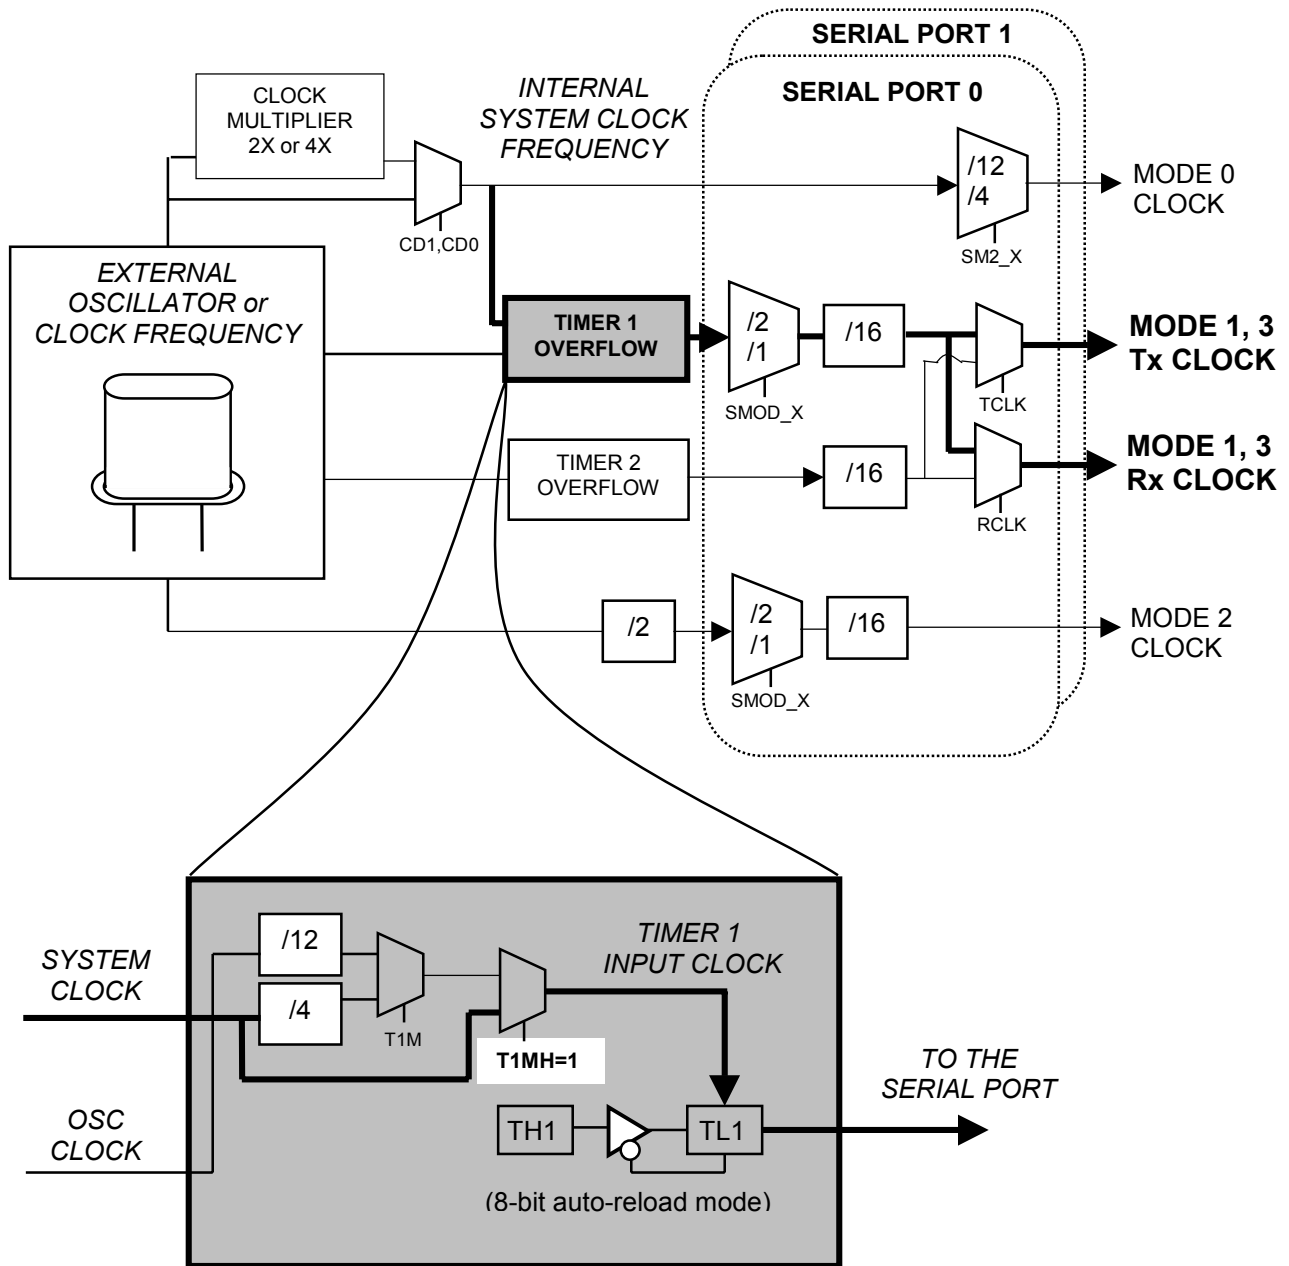 SERIAL PORT 1
SERIAL PORT 0
CLOCK
MULTIPLIER
2X or 4X
INTERNAL
SYSTEM CLOCK
FREQUENCY
CD1,CD0
/12
/4
SM2_X
MODE 0
CLOCK
EXTERNAL
OSCILLATOR or
CLOCK FREQUENCY
TIMER 1
OVERFLOW
/2
/1
SMOD_X
/16
TCLK
MODE 1, 3
Tx CLOCK
TIMER 2
OVERFLOW
/16
RCLK
MODE 1, 3
Rx CLOCK
/2
/2
/1
SMOD_X
/16
MODE 2
CLOCK
SYSTEM
CLOCK
OSC
CLOCK
/12
/4
T1M
TIMER 1
INPUT CLOCK
T1MH=1
TH1
TL1
(8-bit auto-reload mode)
TO THE
SERIAL PORT